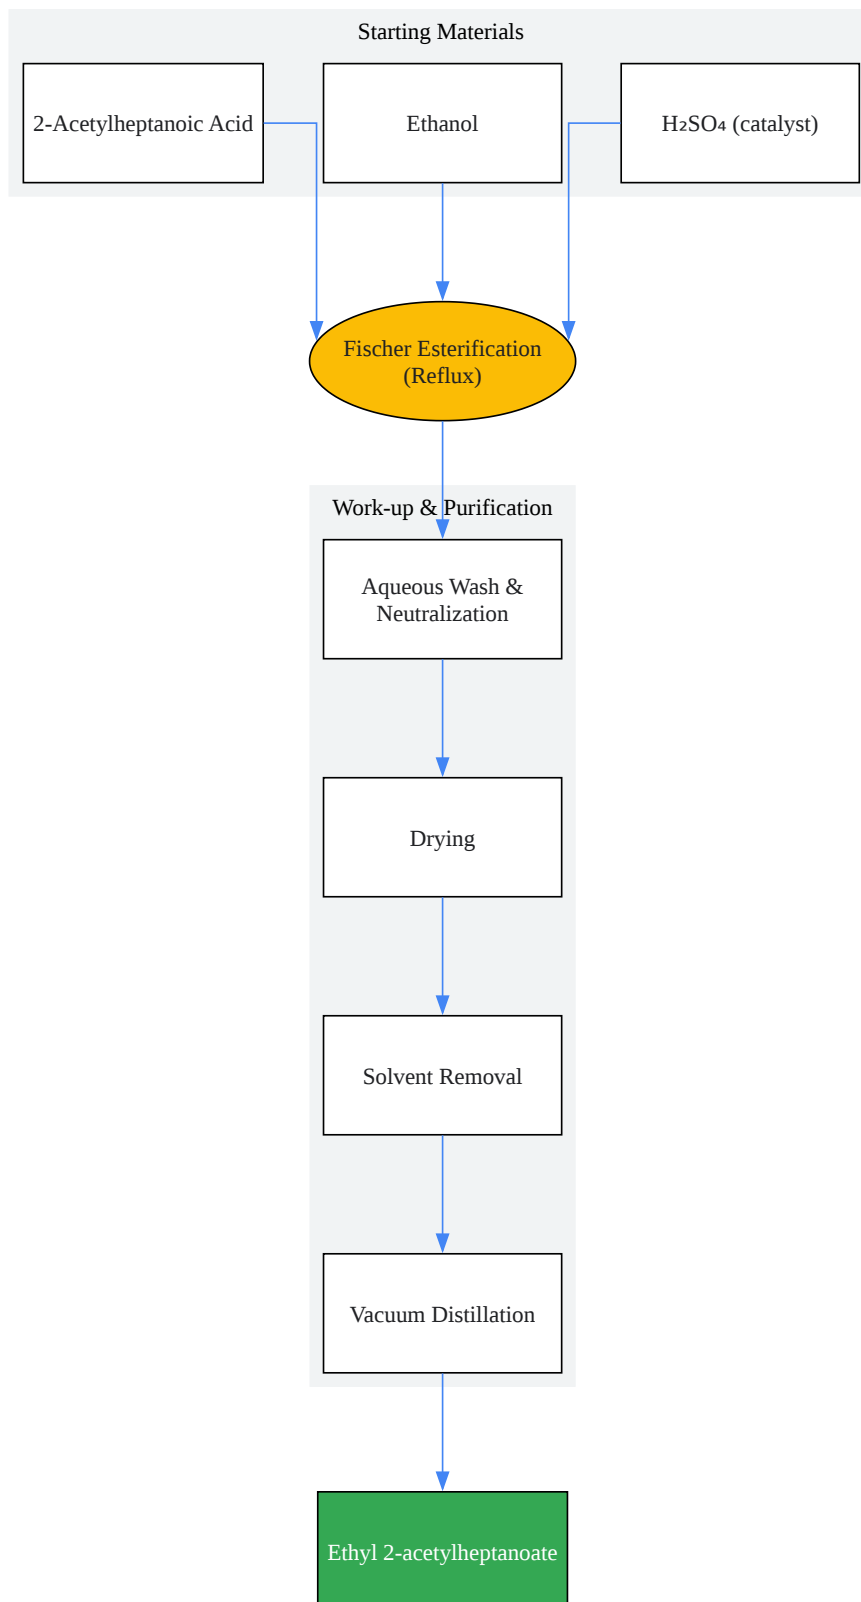 Starting Materials
2-Acetylheptanoic Acid
Ethanol
H₂SO₄ (catalyst)
Fischer Esterification
(Reflux)
Work-up & Purification
Aqueous Wash &
Neutralization
Drying
Solvent Removal
Vacuum Distillation
Ethyl 2-acetylheptanoate